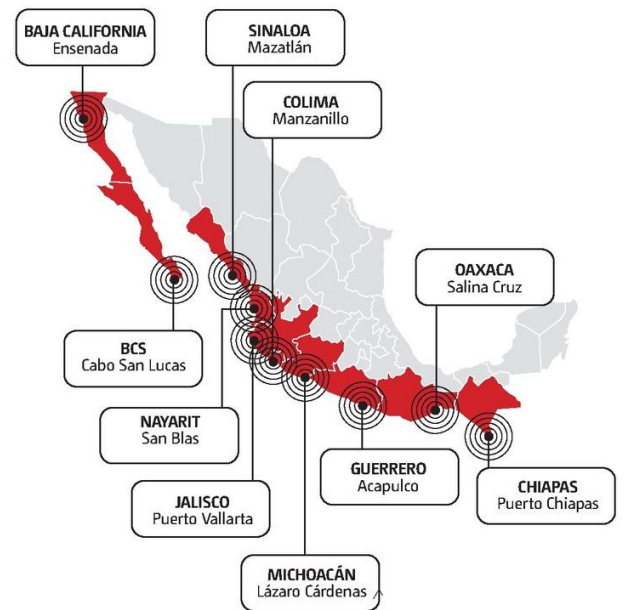 BAJA CALIFORNIA
Ensenada
SINALOA
Mazatlán
COLIMA
Manzanillo
OAXACA
Salina Cruz
BCS
Cabo San Lucas
NAYARIT
San Blas
JALISCO
Puerto Vallarta
GUERRERO
Acapulco
CHIAPAS
Puerto Chiapas
MICHOACÁN
Lázaro Cárdenas